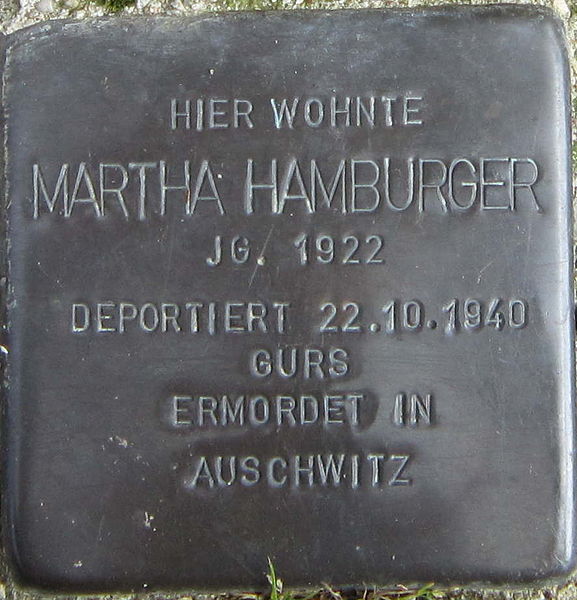 HIER WOHNTE
MARTHA HAMBURGER
JG. 1922
DEPORTIERT 22.10.1940
GURS
ERMORDET IN
AUSCHWITZ